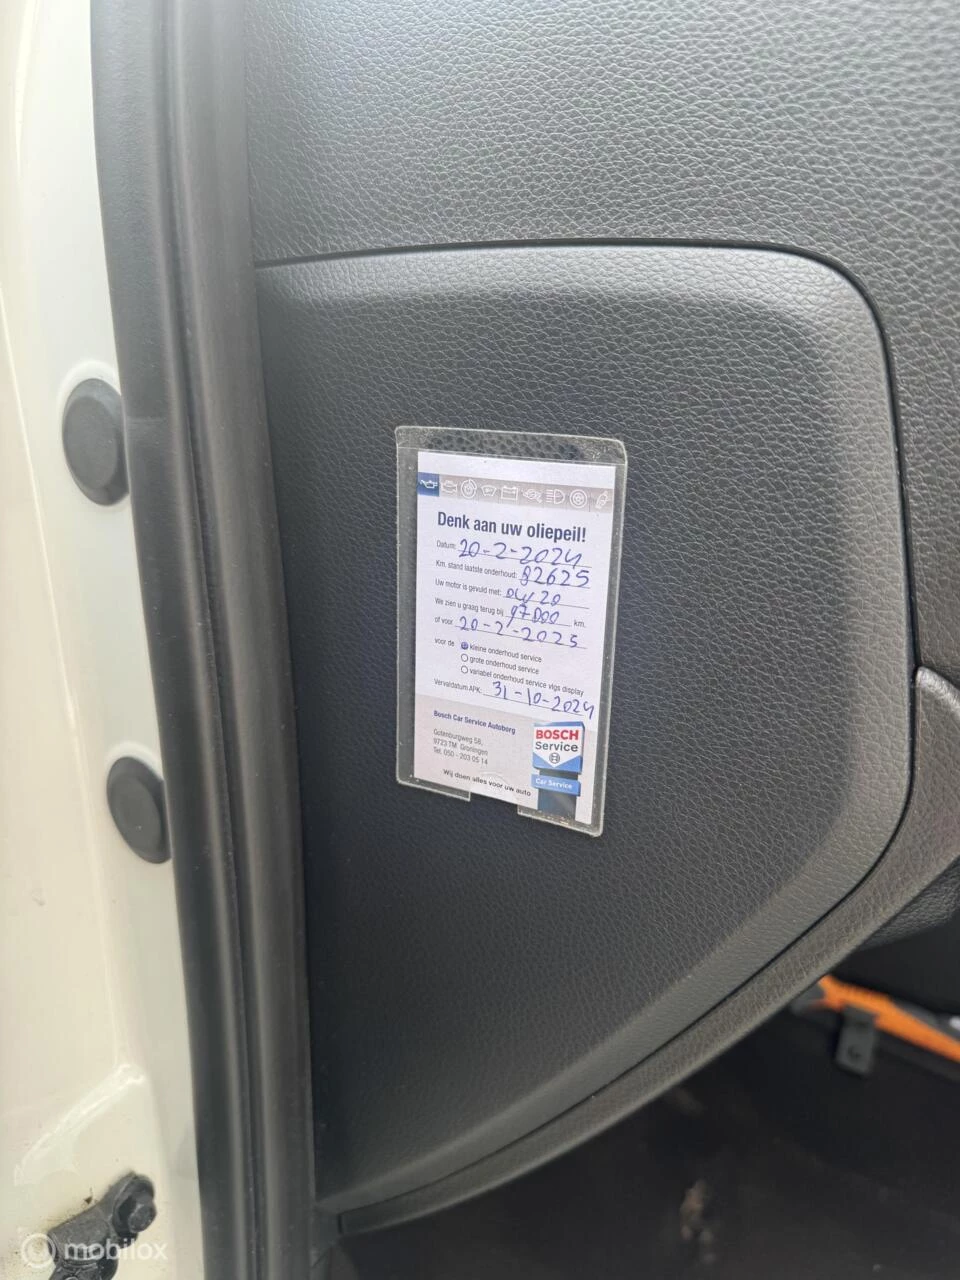 Denk aan uw oliepeil!
Datum: 20-2-2024
Km. stand laatste onderhoud: 82625
Uw motor is gevuld met: 0W20
We zien u graag terug bij 97000 km.
of voor 20-2-2025
voor de kleine onderhoud service
grote onderhoud service
variabel onderhoud service vlgs display
Vervaldatum APK: 31-10-2024
Bosch Car Service Autoborg
Gotenburgweg 58,
9723 TM Groningen
Tel. 050 - 203 05 14
Wij doen alles voor uw auto
BOSCH
Service
Car Service
mobilox